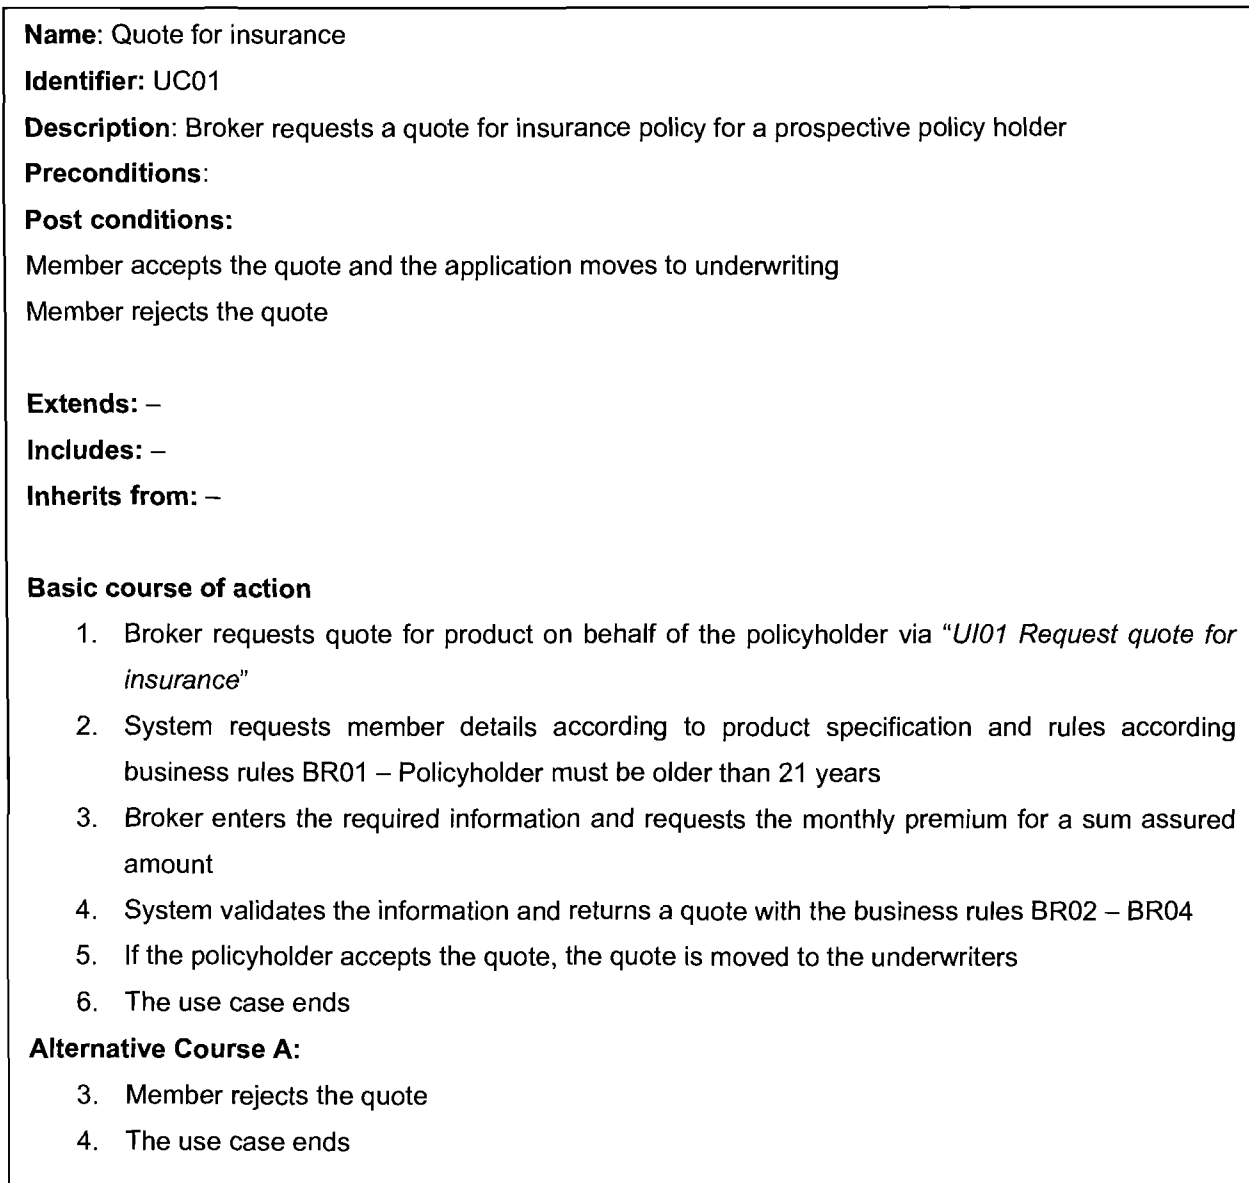 Name: Quote for insurance
Identifier: UC01
Description: Broker requests a quote for insurance policy for a prospective policy holder
Preconditions:
Post conditions:
Member accepts the quote and the application moves to underwriting
Member rejects the quote
Extends: –
Includes: –
Inherits from: –
Basic course of action
1. Broker requests quote for product on behalf of the policyholder via “UI01 Request quote for
insurance”
2. System requests member details according to product specification and rules according
business rules BR01 – Policyholder must be older than 21 years
3. Broker enters the required information and requests the monthly premium for a sum assured
amount
4. System validates the information and returns a quote with the business rules BR02 – BR04
5. If the policyholder accepts the quote, the quote is moved to the underwriters
6. The use case ends
Alternative Course A:
3. Member rejects the quote
4. The use case ends